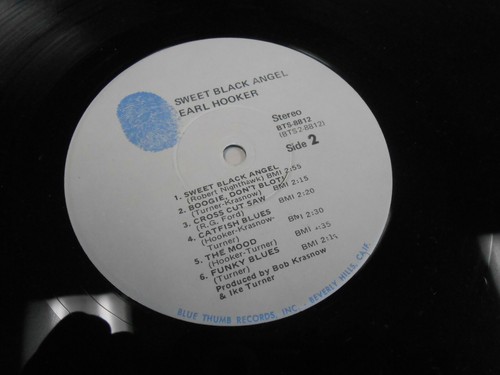 SWEET BLACK ANGEL
EARL HOOKER
Stereo
BTS-8812
(BTS2-8812)
Side 2
1. SWEET BLACK ANGEL
(Robert Nighthawk) BMI 2:55
2. BOOGIE, DON'T BLOT!
(Turner-Krasnow) BMI 2:15
3. CROSS CUT SAW
(R.G. Ford) BMI 2:20
4. CATFISH BLUES
(Hooker-Krasnow-
Turner) BMI 2:30
5. THE MOOD
(Hooker-Turner) BMI
6. FUNKY BLUES
(Turner-Krasnow) BMI
Produced by Bob Krasnow
& Ike Turner
BLUE THUMB RECORDS, INC., BEVERLY HILLS, CALIF.